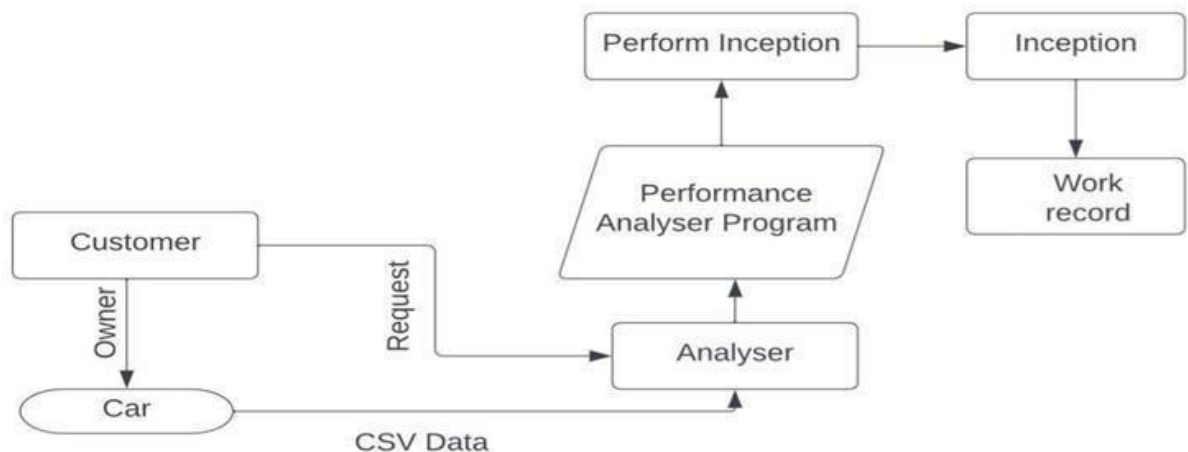 Perform Inception
Inception
Performance
Analyser Program
Work
record
Customer
Owner
Request
Analyser
Car
CSV Data